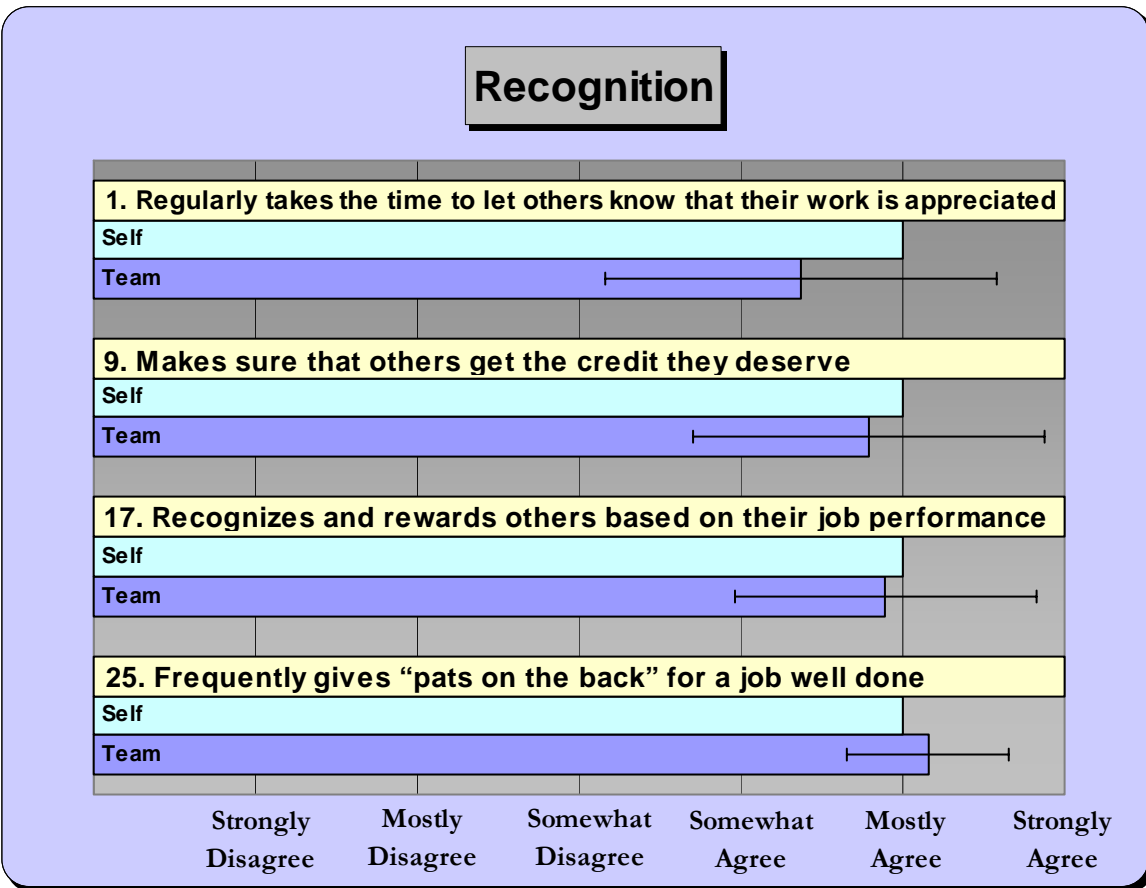 Recognition
1. Regularly takes the time to let others know that their work is appreciated
Self
Team
9. Makes sure that others get the credit they deserve
Self
Team
17. Recognizes and rewards others based on their job performance
Self
Team
25. Frequently gives “pats on the back” for a job well done
Self
Team
Strongly Mostly Somewhat Somewhat Mostly Strongly
Disagree Disagree Disagree Agree Agree Agree